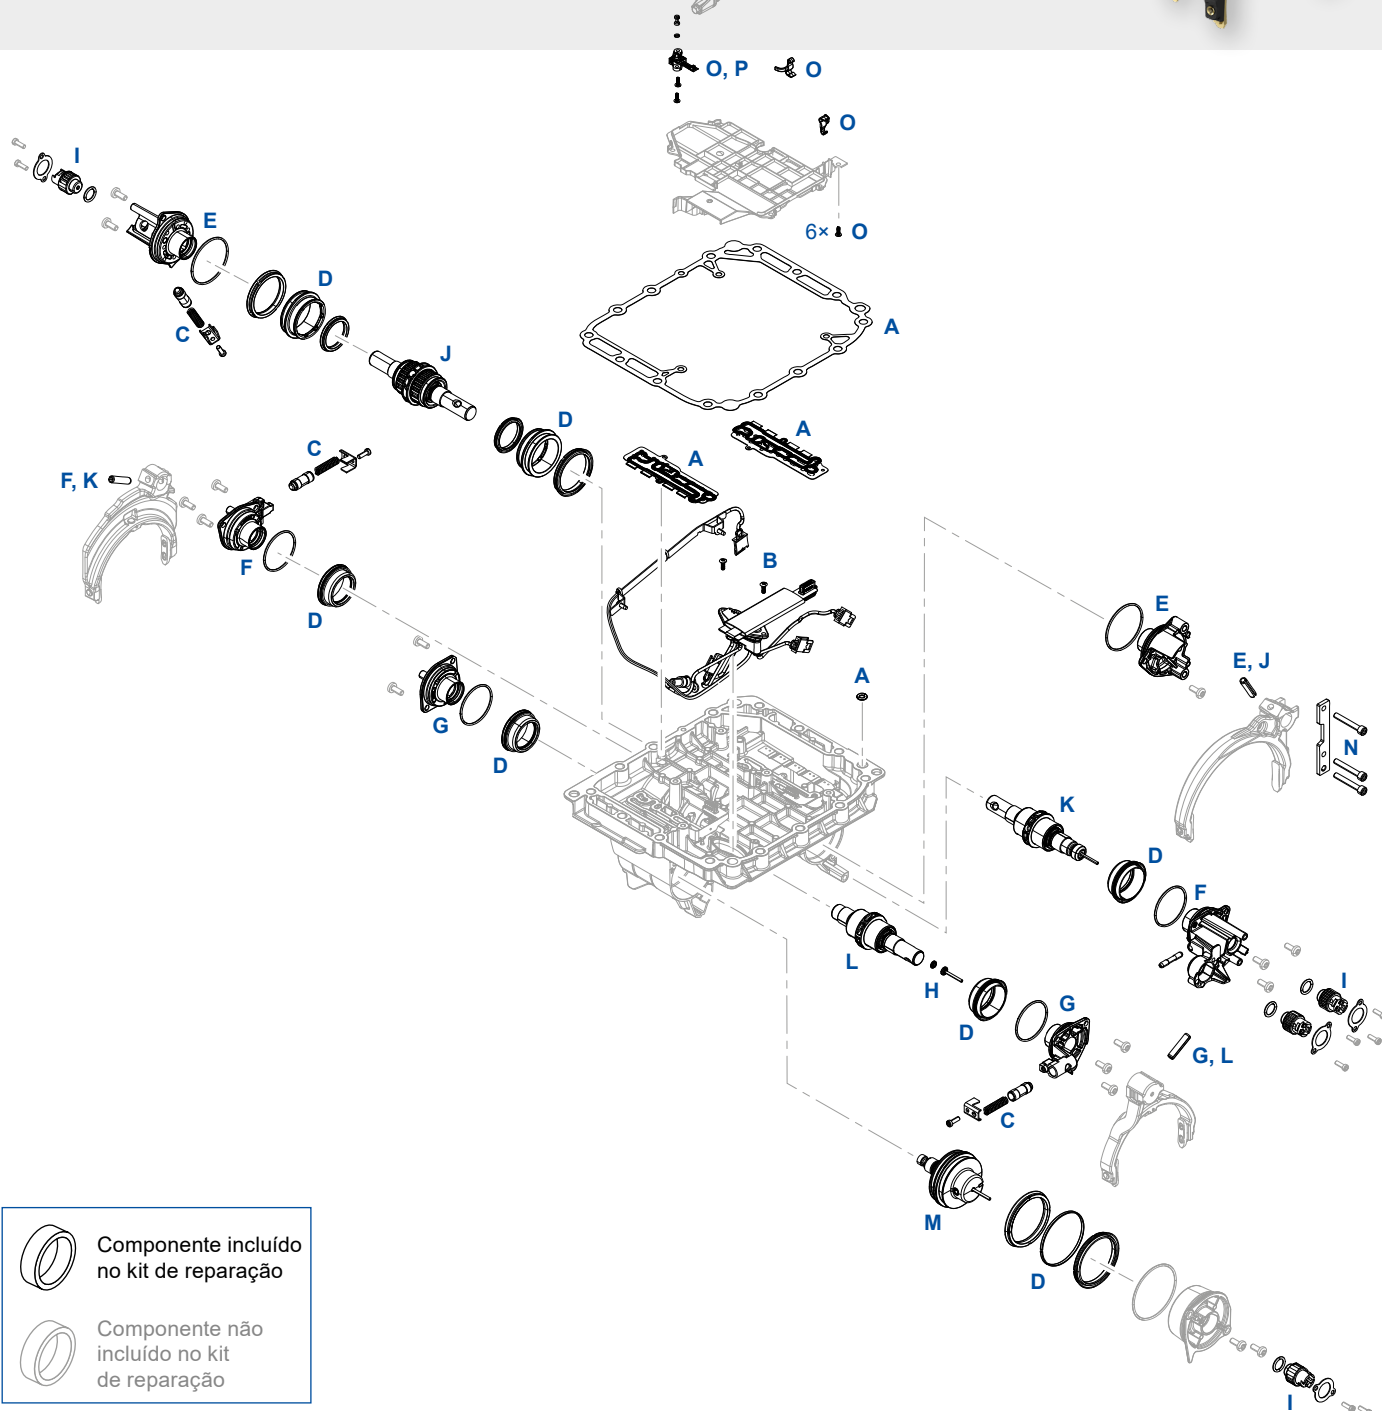 O, P
O
O
I
E
6× O
D
C
A
J
D
A
C
A
F, K
B
F
E
D
E, J
A
G
N
D
K
D
F
L
H
I
G
D
G, L
C
M
D
I
Componente incluído
no kit de reparação
Componente não
incluído no kit
de reparação